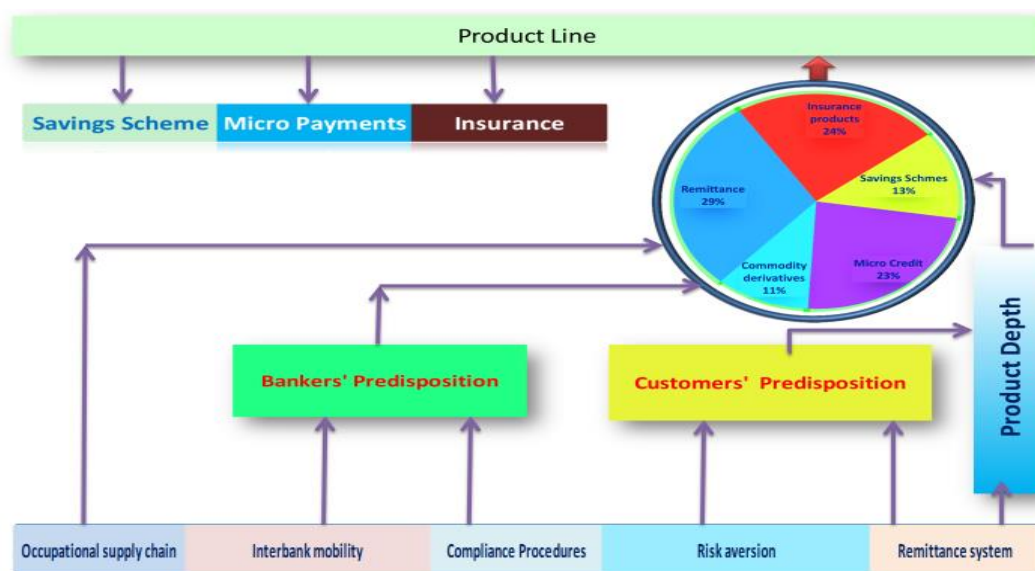 Product Line
Savings Scheme
Micro Payments
Insurance
Insurance
products
24%
Savings Schmes
13%
Remittance
29%
Micro Credit
23%
Commodity
derivatives
11%
Bankers' Predisposition
Customers' Predisposition
Product Depth
Occupational supply chain
Interbank mobility
Compliance Procedures
Risk aversion
Remittance system